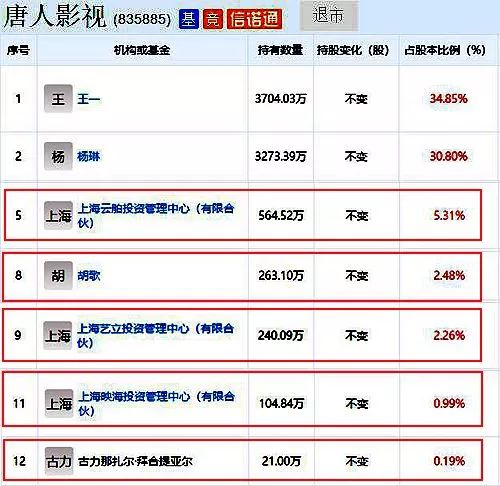 唐人影视 (835885) 基 竞 信诺通 退市
序号 机构或基金 持有数量 持股变化（股） 占股本比例（%）
1 王 王一 3704.03万 不变 34.85%
2 杨 杨琳 3273.39万 不变 30.80%
5 上海 上海云舶投资管理中心（有限合
伙） 564.52万 不变 5.31%
8 胡 胡歌 263.10万 不变 2.48%
9 上海 上海艺立投资管理中心（有限合
伙） 240.09万 不变 2.26%
11 上海 上海映海投资管理中心（有限合
伙） 104.84万 不变 0.99%
12 古力 古力那扎尔·拜合提亚尔 21.00万 不变 0.19%